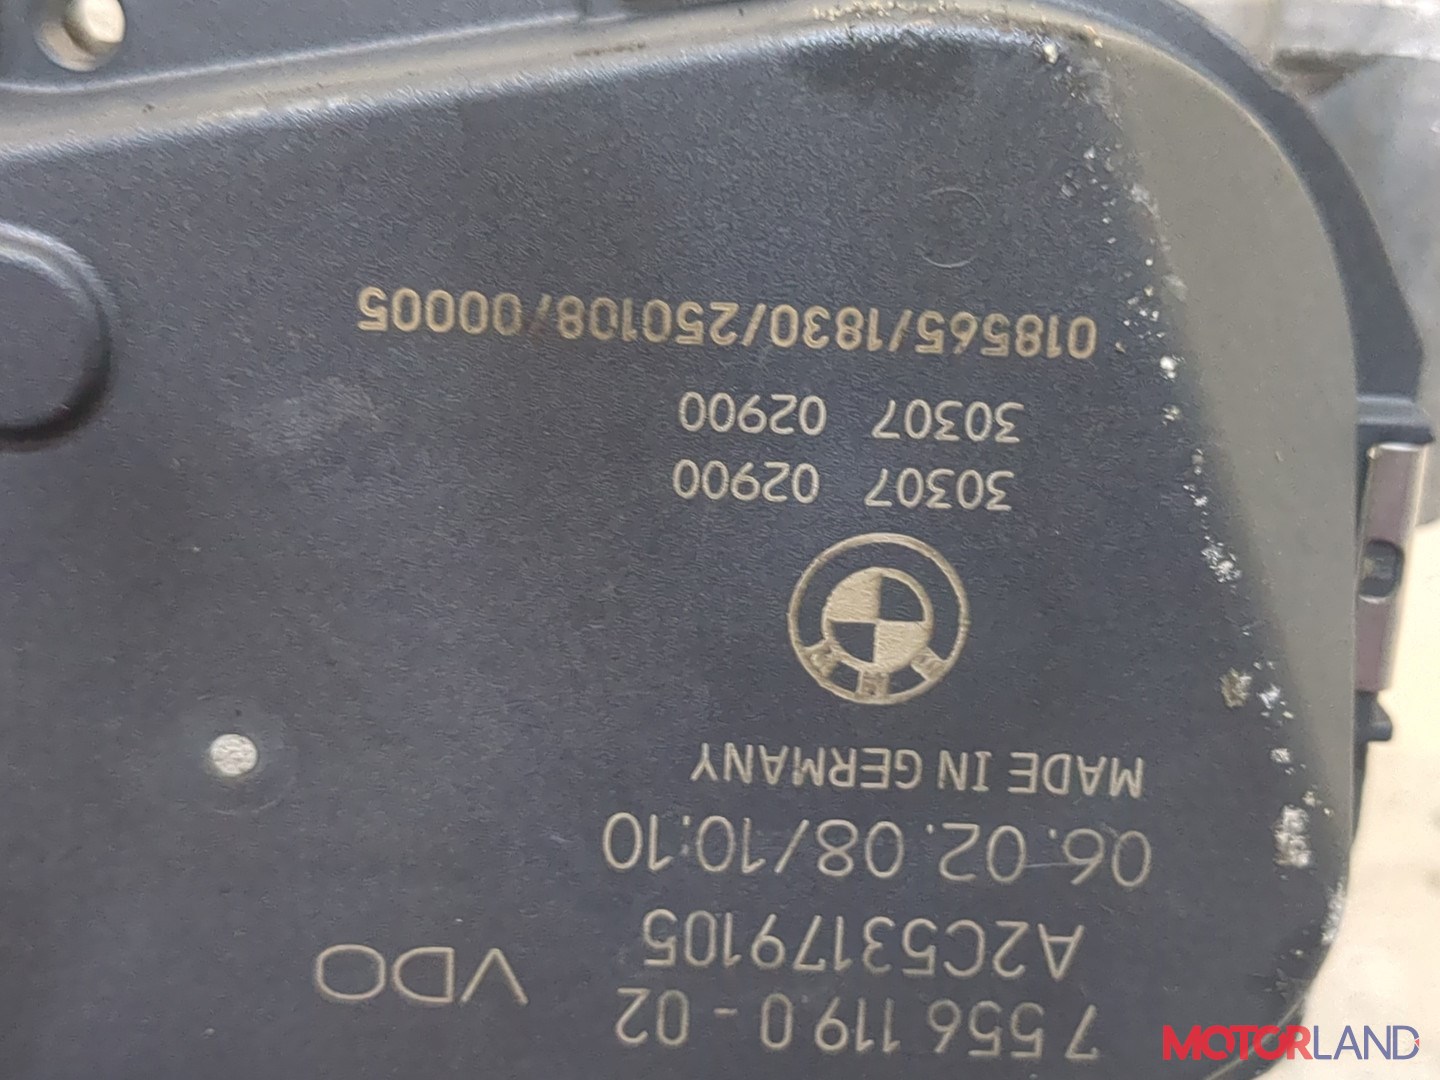 7 556 119.0 - 02
A2C53179105 VDO
06. 02. 08/10:10
MADE IN GERMANY
BMW
30307 02900
30307 02900
018565/1830/250108/00005
MOTORLAND